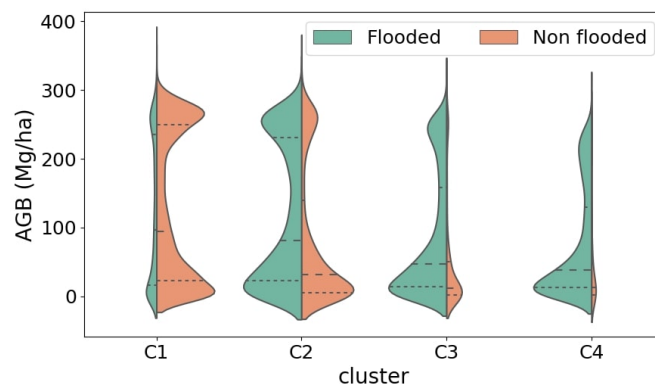 Flooded Non flooded
400
300
200
100
0
AGB (Mg/ha)
C1 C2 C3 C4
cluster